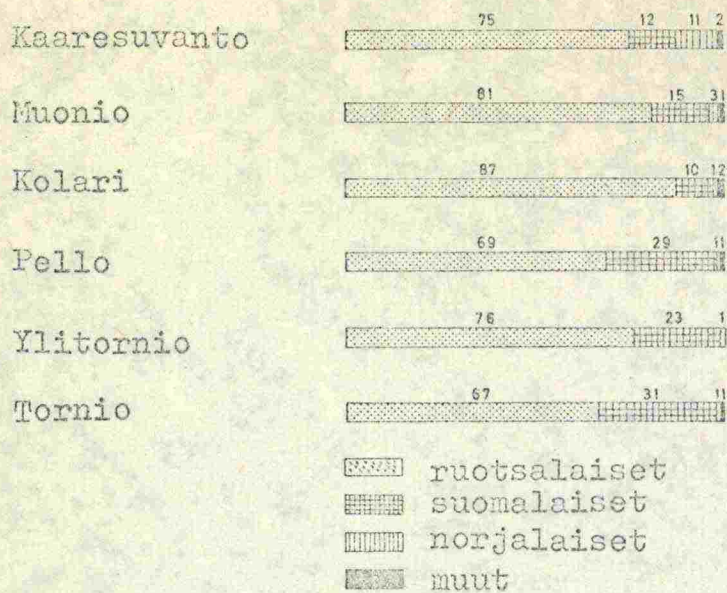 75 12 11 2
Kaaresuvanto
81 15 31
Muonio
87 10 12
Kolari
69 29 11
Pello
76 23 1
Ylitornio
67 31 11
Tornio
ruotsalaiset
suomalaiset
norjalaiset
muut